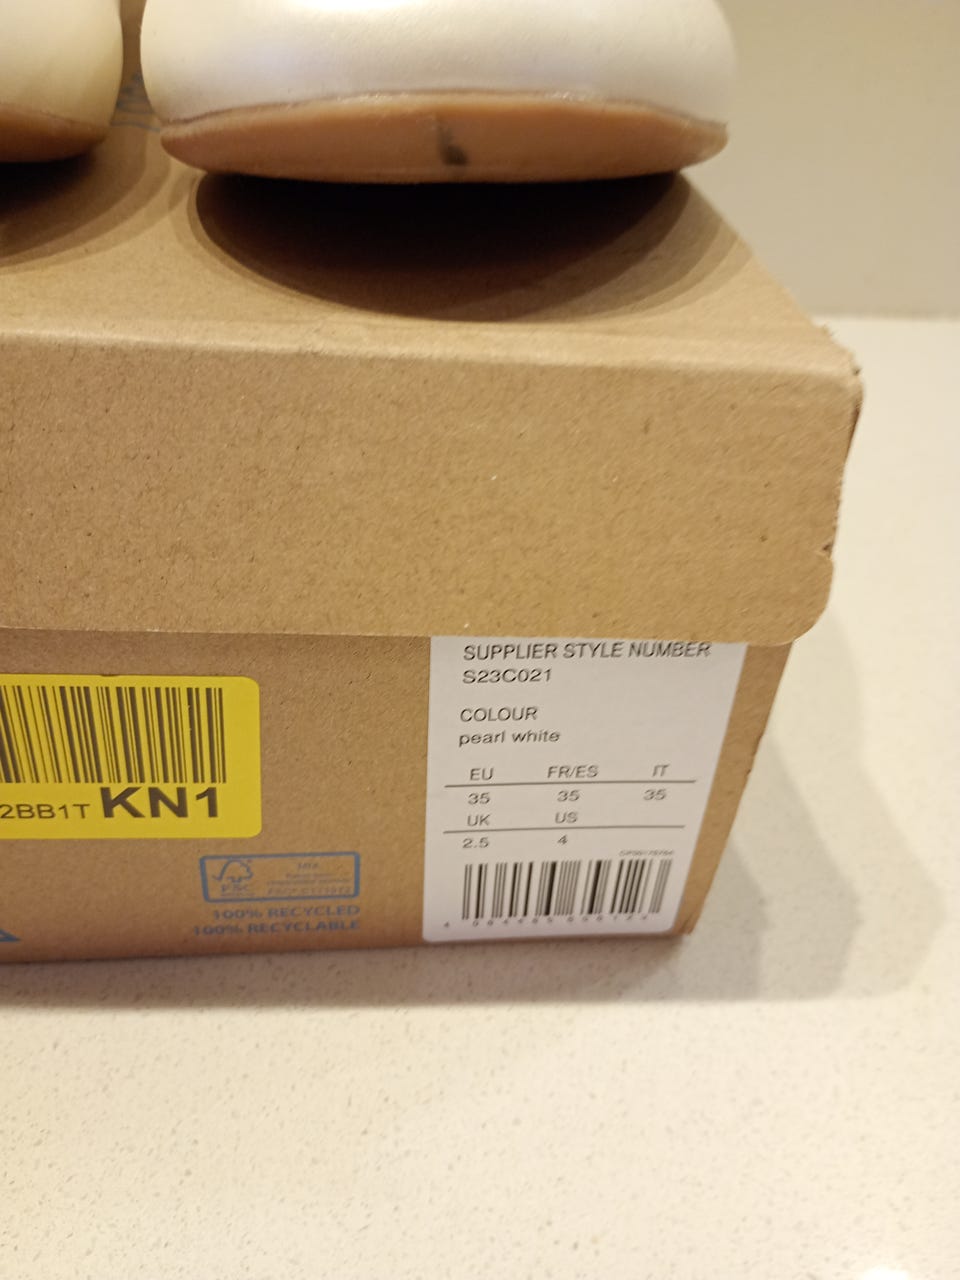 SUPPLIER STYLE NUMBER
S23C021
COLOUR
pearl white
EU FR/ES IT
35 35 35
UK US
2.5 4
2BB1T KN1
FSC
100% RECYCLED
100% RECYCLABLE